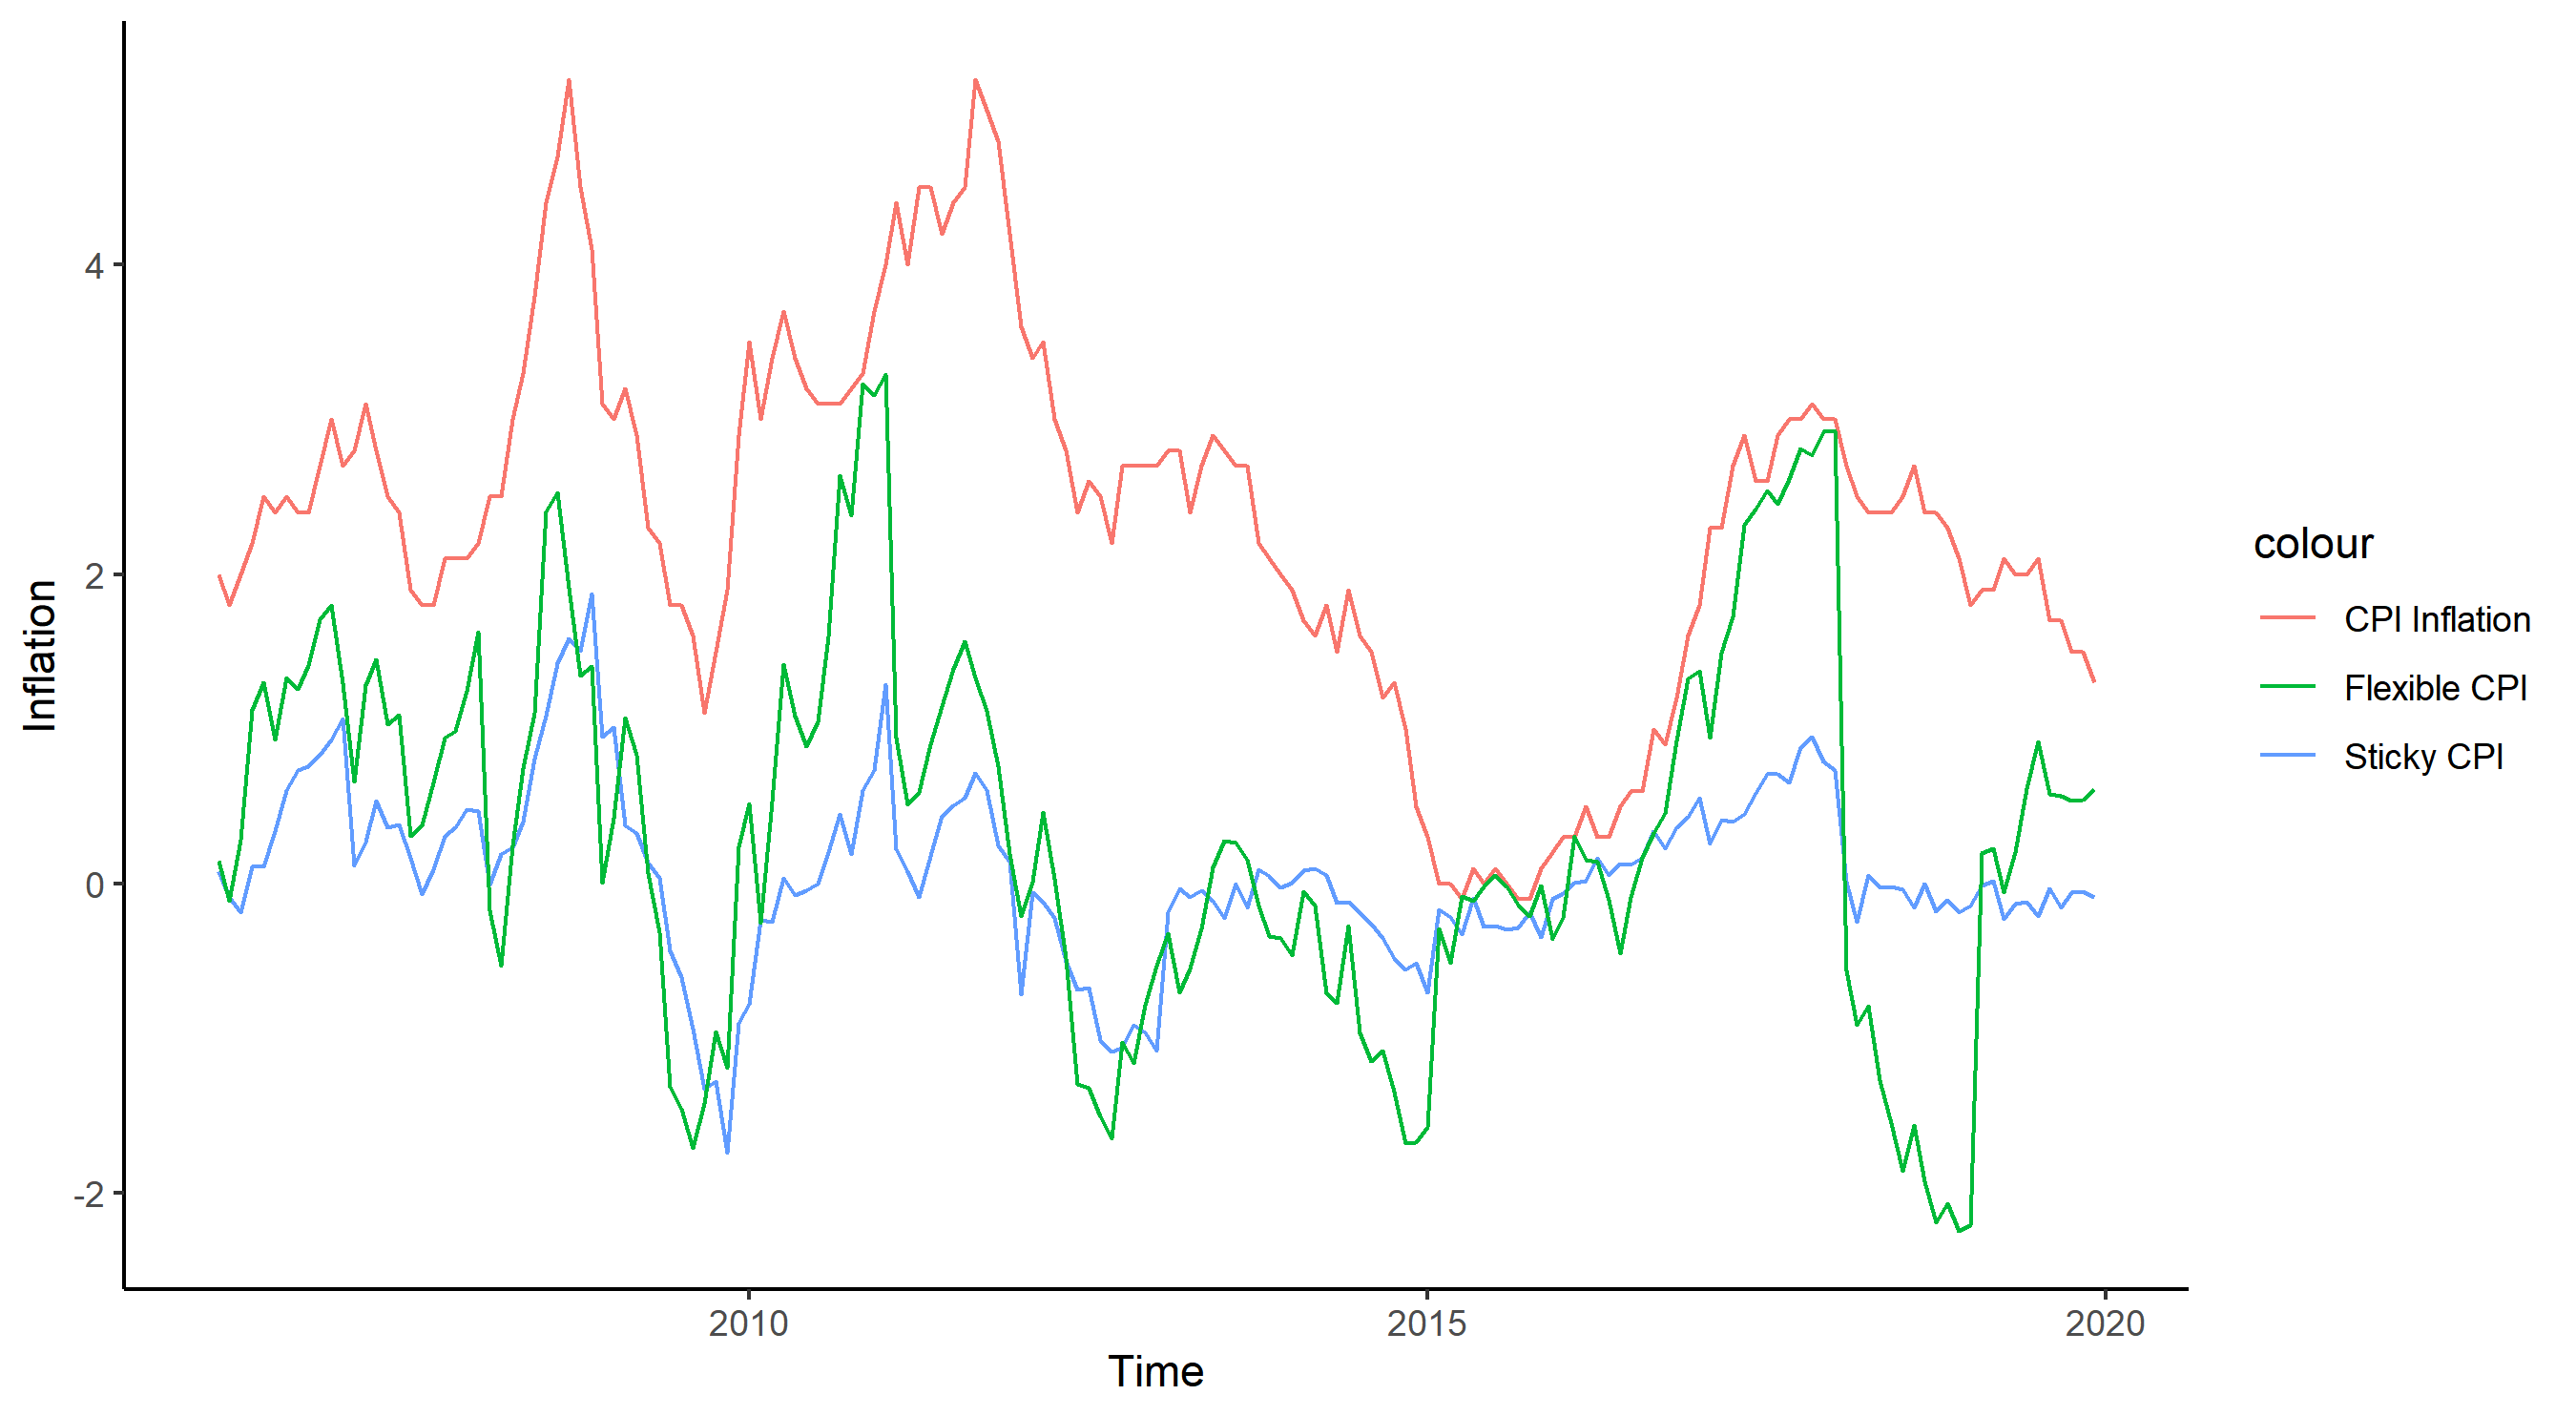 Inflation
4
2
0
-2
2010
2015
2020
Time
colour
CPI Inflation
Flexible CPI
Sticky CPI